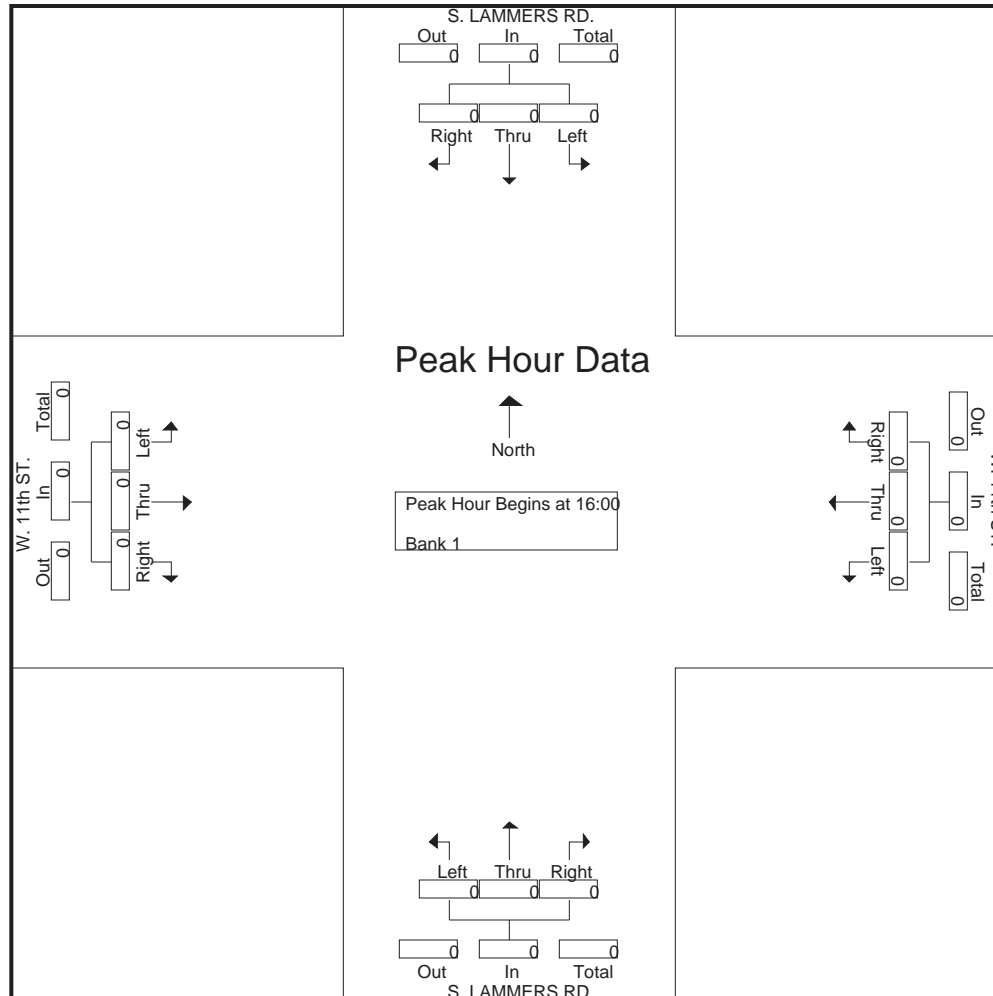 S. LAMMERS RD.
Out In Total
0 0 0
0 0 0
Right Thru Left
Peak Hour Data
North
Peak Hour Begins at 16:00
Bank 1
W. 11th ST.
Total In Out
0 0 0
0 0 0
Left Thru Right
Right Thru Left
0 0 0
0 0 0
Out In Total
Left Thru Right
0 0 0
0 0 0
Out In Total
S. LAMMERS RD.